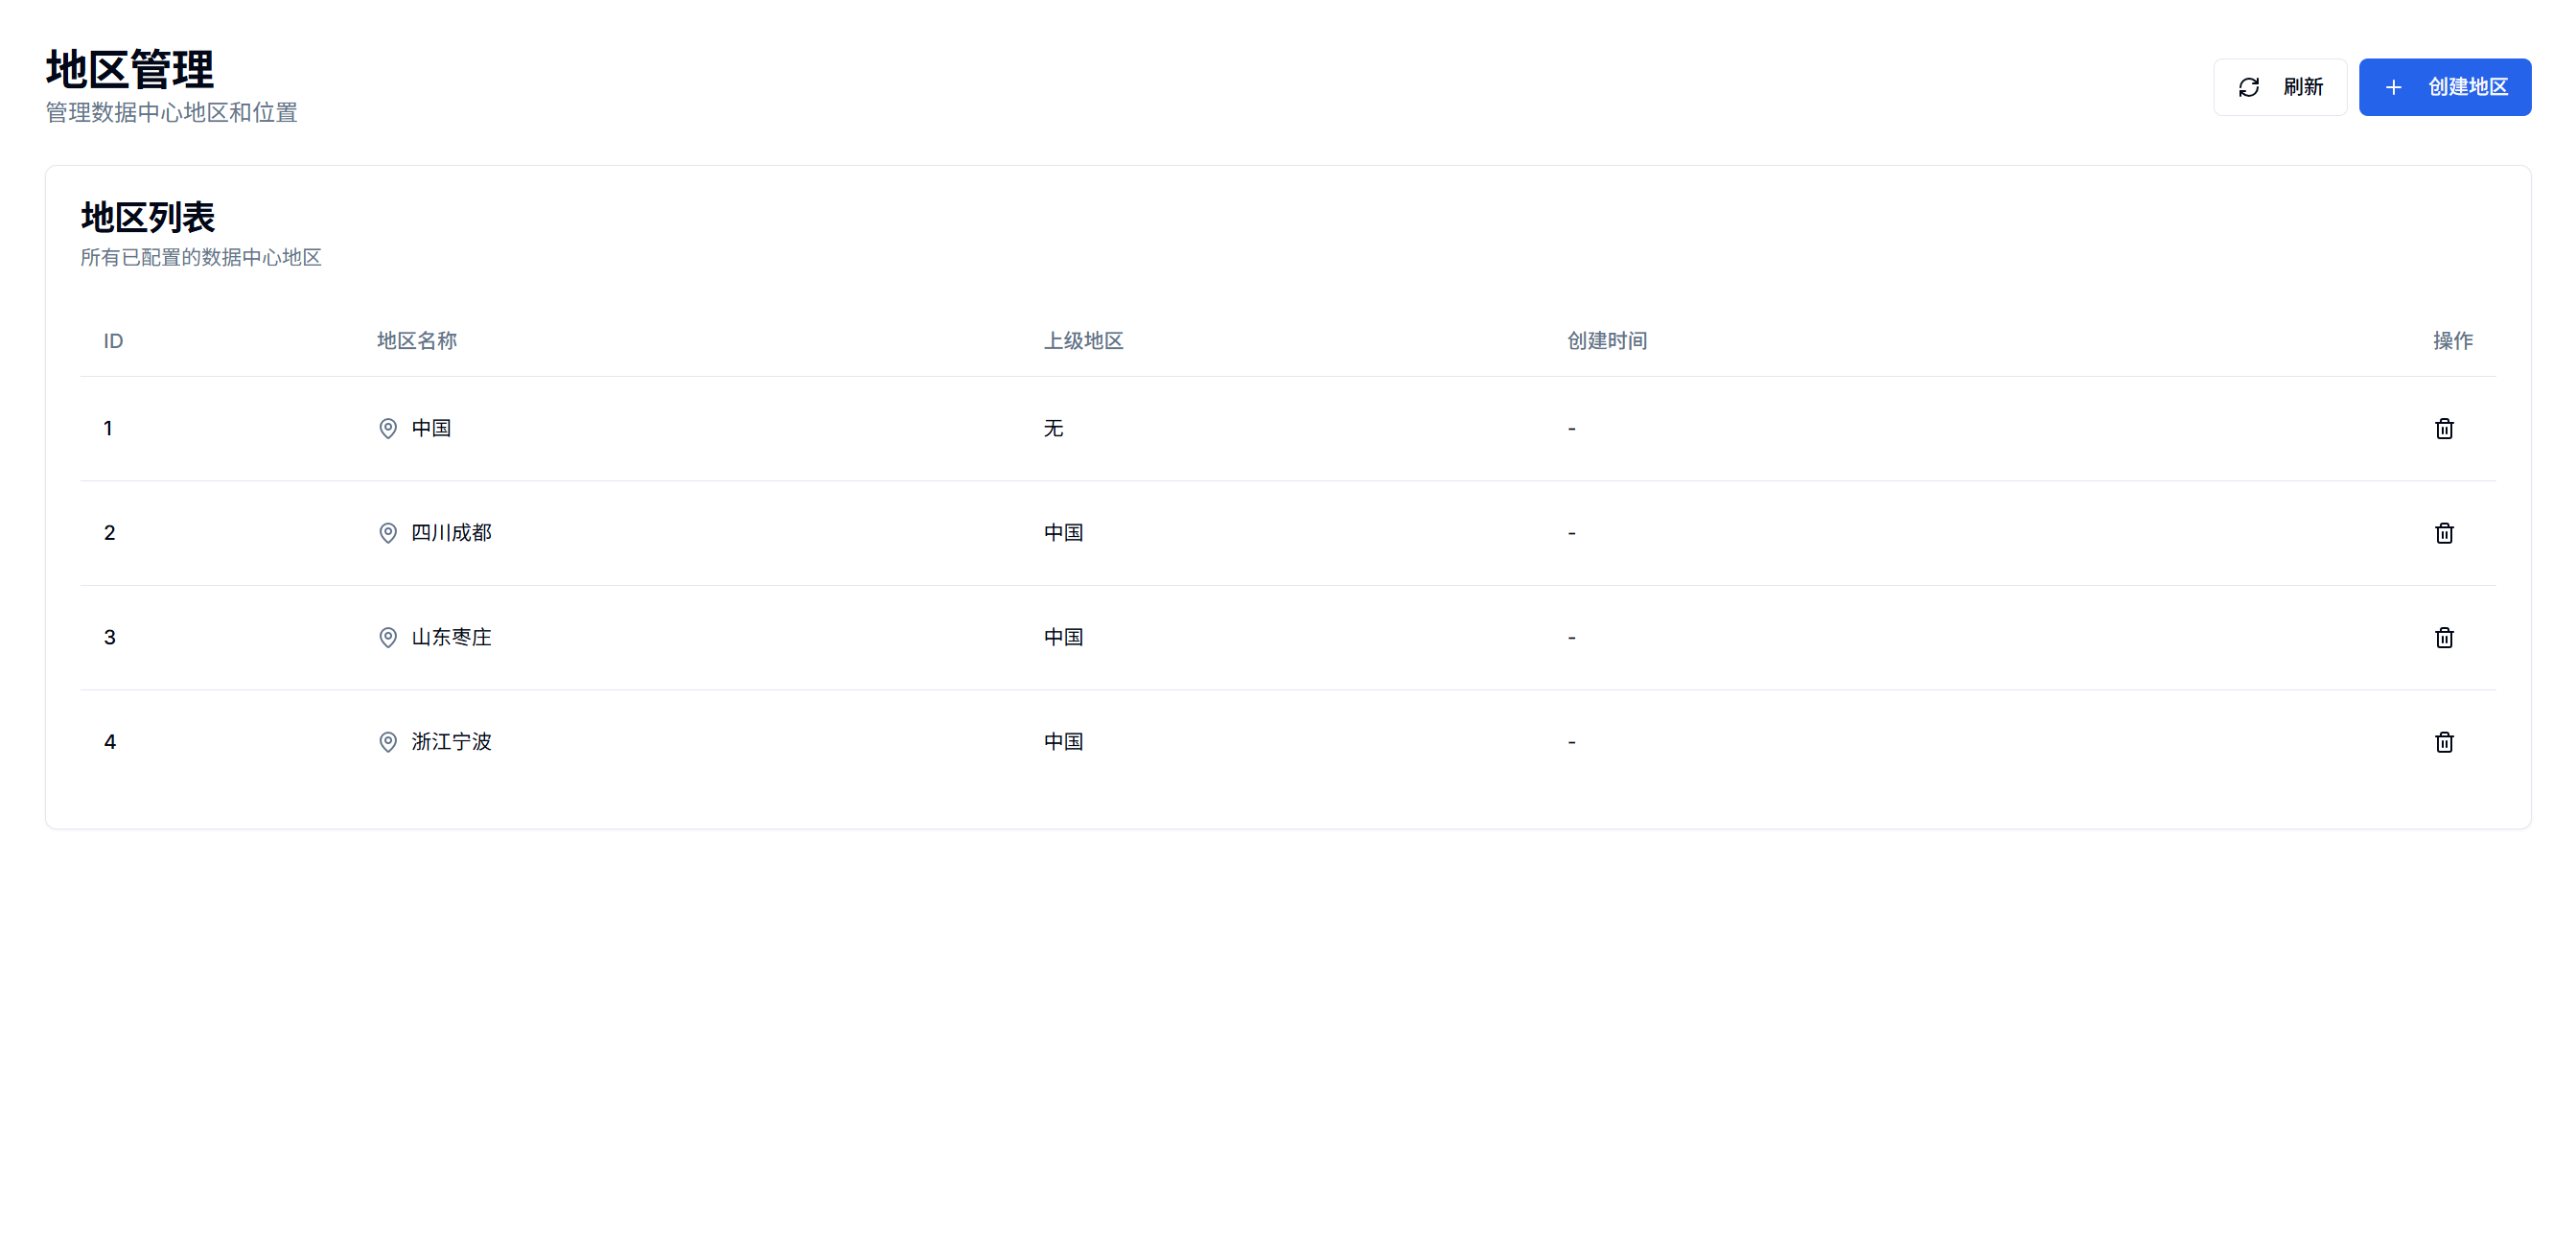 地区管理
管理数据中心地区和位置
刷新
创建地区
地区列表
所有已配置的数据中心地区
ID 地区名称 上级地区 创建时间 操作
1 中国 无 -
2 四川成都 中国 -
3 山东枣庄 中国 -
4 浙江宁波 中国 -